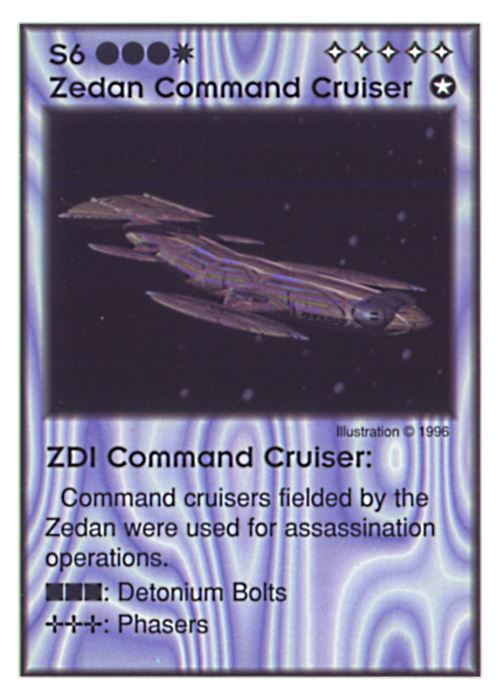 S6
Zedan Command Cruiser
Illustration © 1996
ZDI Command Cruiser:
Command cruisers fielded by the
Zedan were used for assassination
operations.
■■■: Detonium Bolts
✛✛✛: Phasers